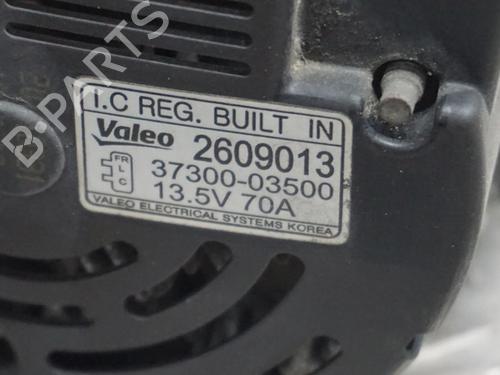 B-PARTS
I.C REG. BUILT IN
Valeo 2609013
FR
L
C
37300-03500
13.5V 70A
VALEO ELECTRICAL SYSTEMS KOREA